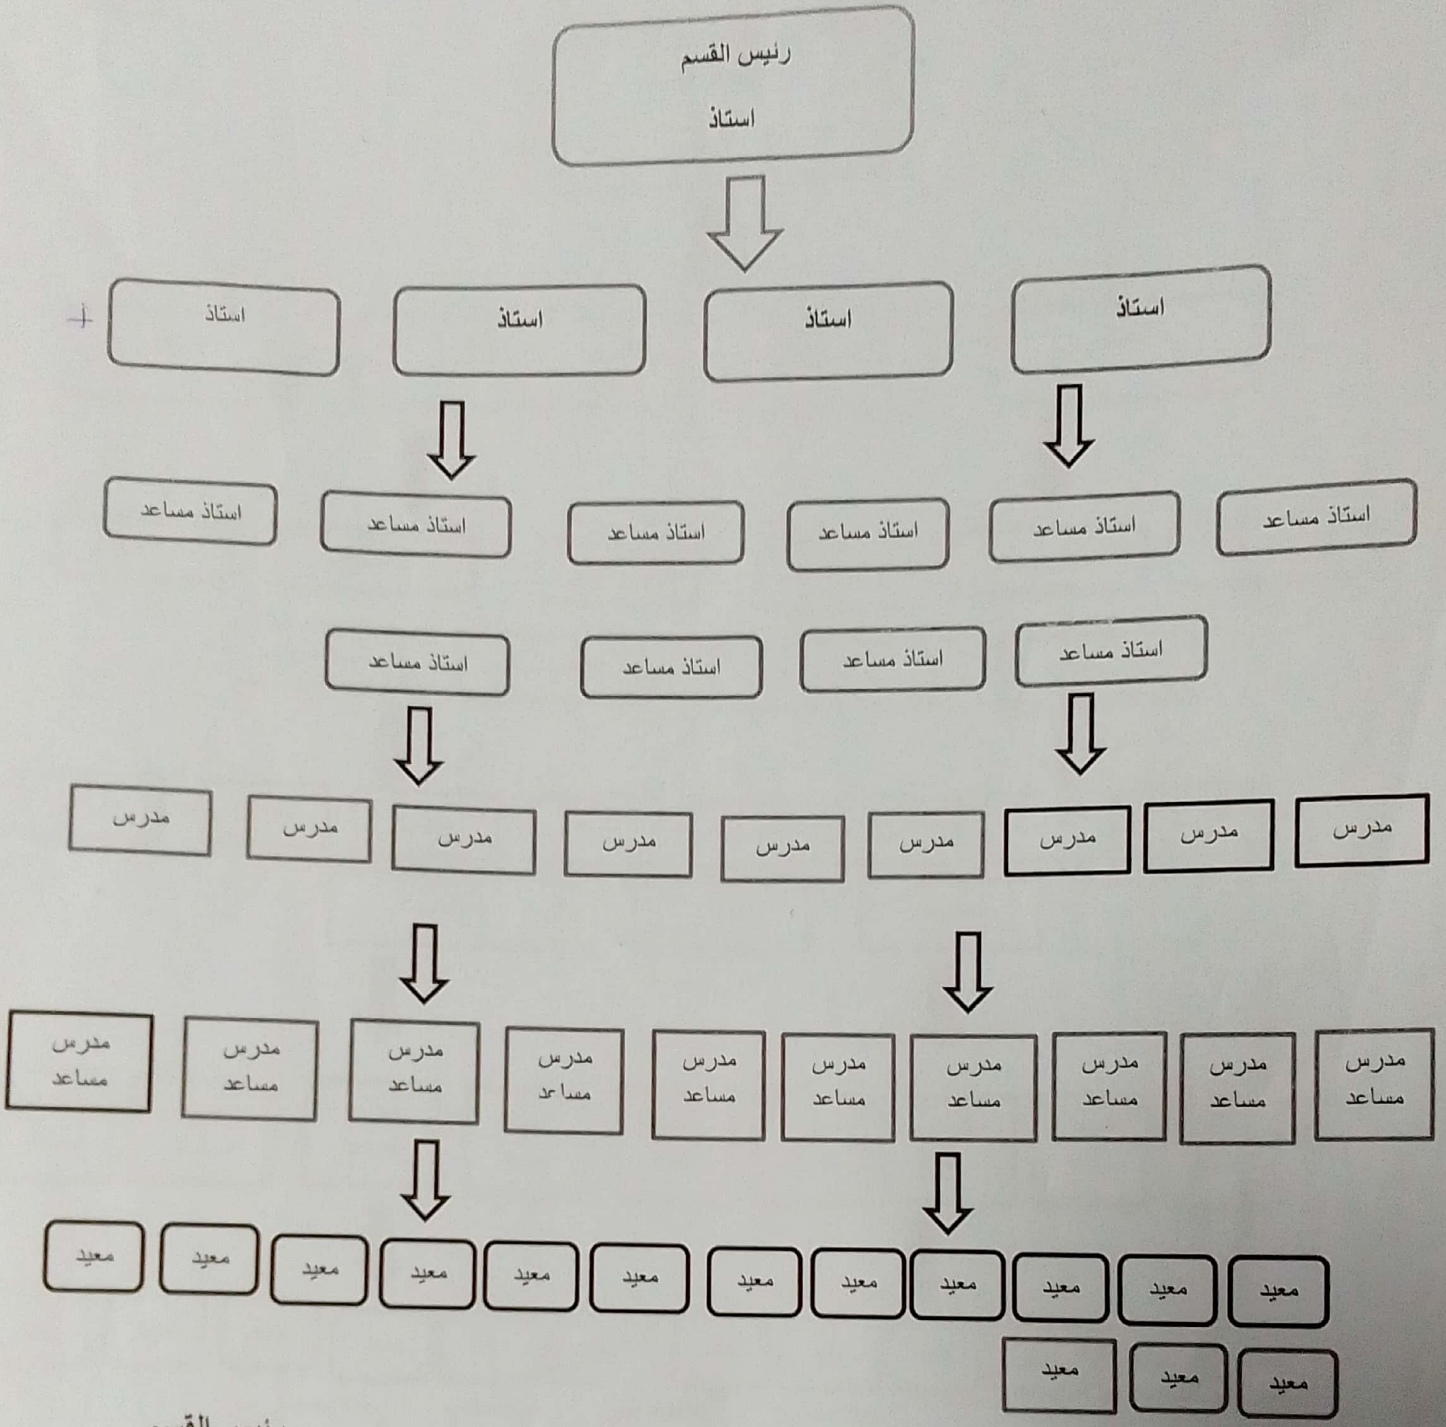 رئيس القسم
استاذ
استاذ استاذ استاذ استاذ +
استاذ مساعد استاذ مساعد استاذ مساعد استاذ مساعد استاذ مساعد استاذ مساعد
استاذ مساعد استاذ مساعد استاذ مساعد استاذ مساعد
مدرس مدرس مدرس مدرس مدرس مدرس مدرس مدرس مدرس
مدرس مدرس مدرس مدرس مدرس مدرس مدرس مدرس مدرس مدرس
مساعد مساعد مساعد مساعد مساعد مساعد مساعد مساعد مساعد مساعد
معيد معيد معيد معيد معيد معيد معيد معيد معيد معيد معيد معيد
معيد معيد معيد
رئيس القسم